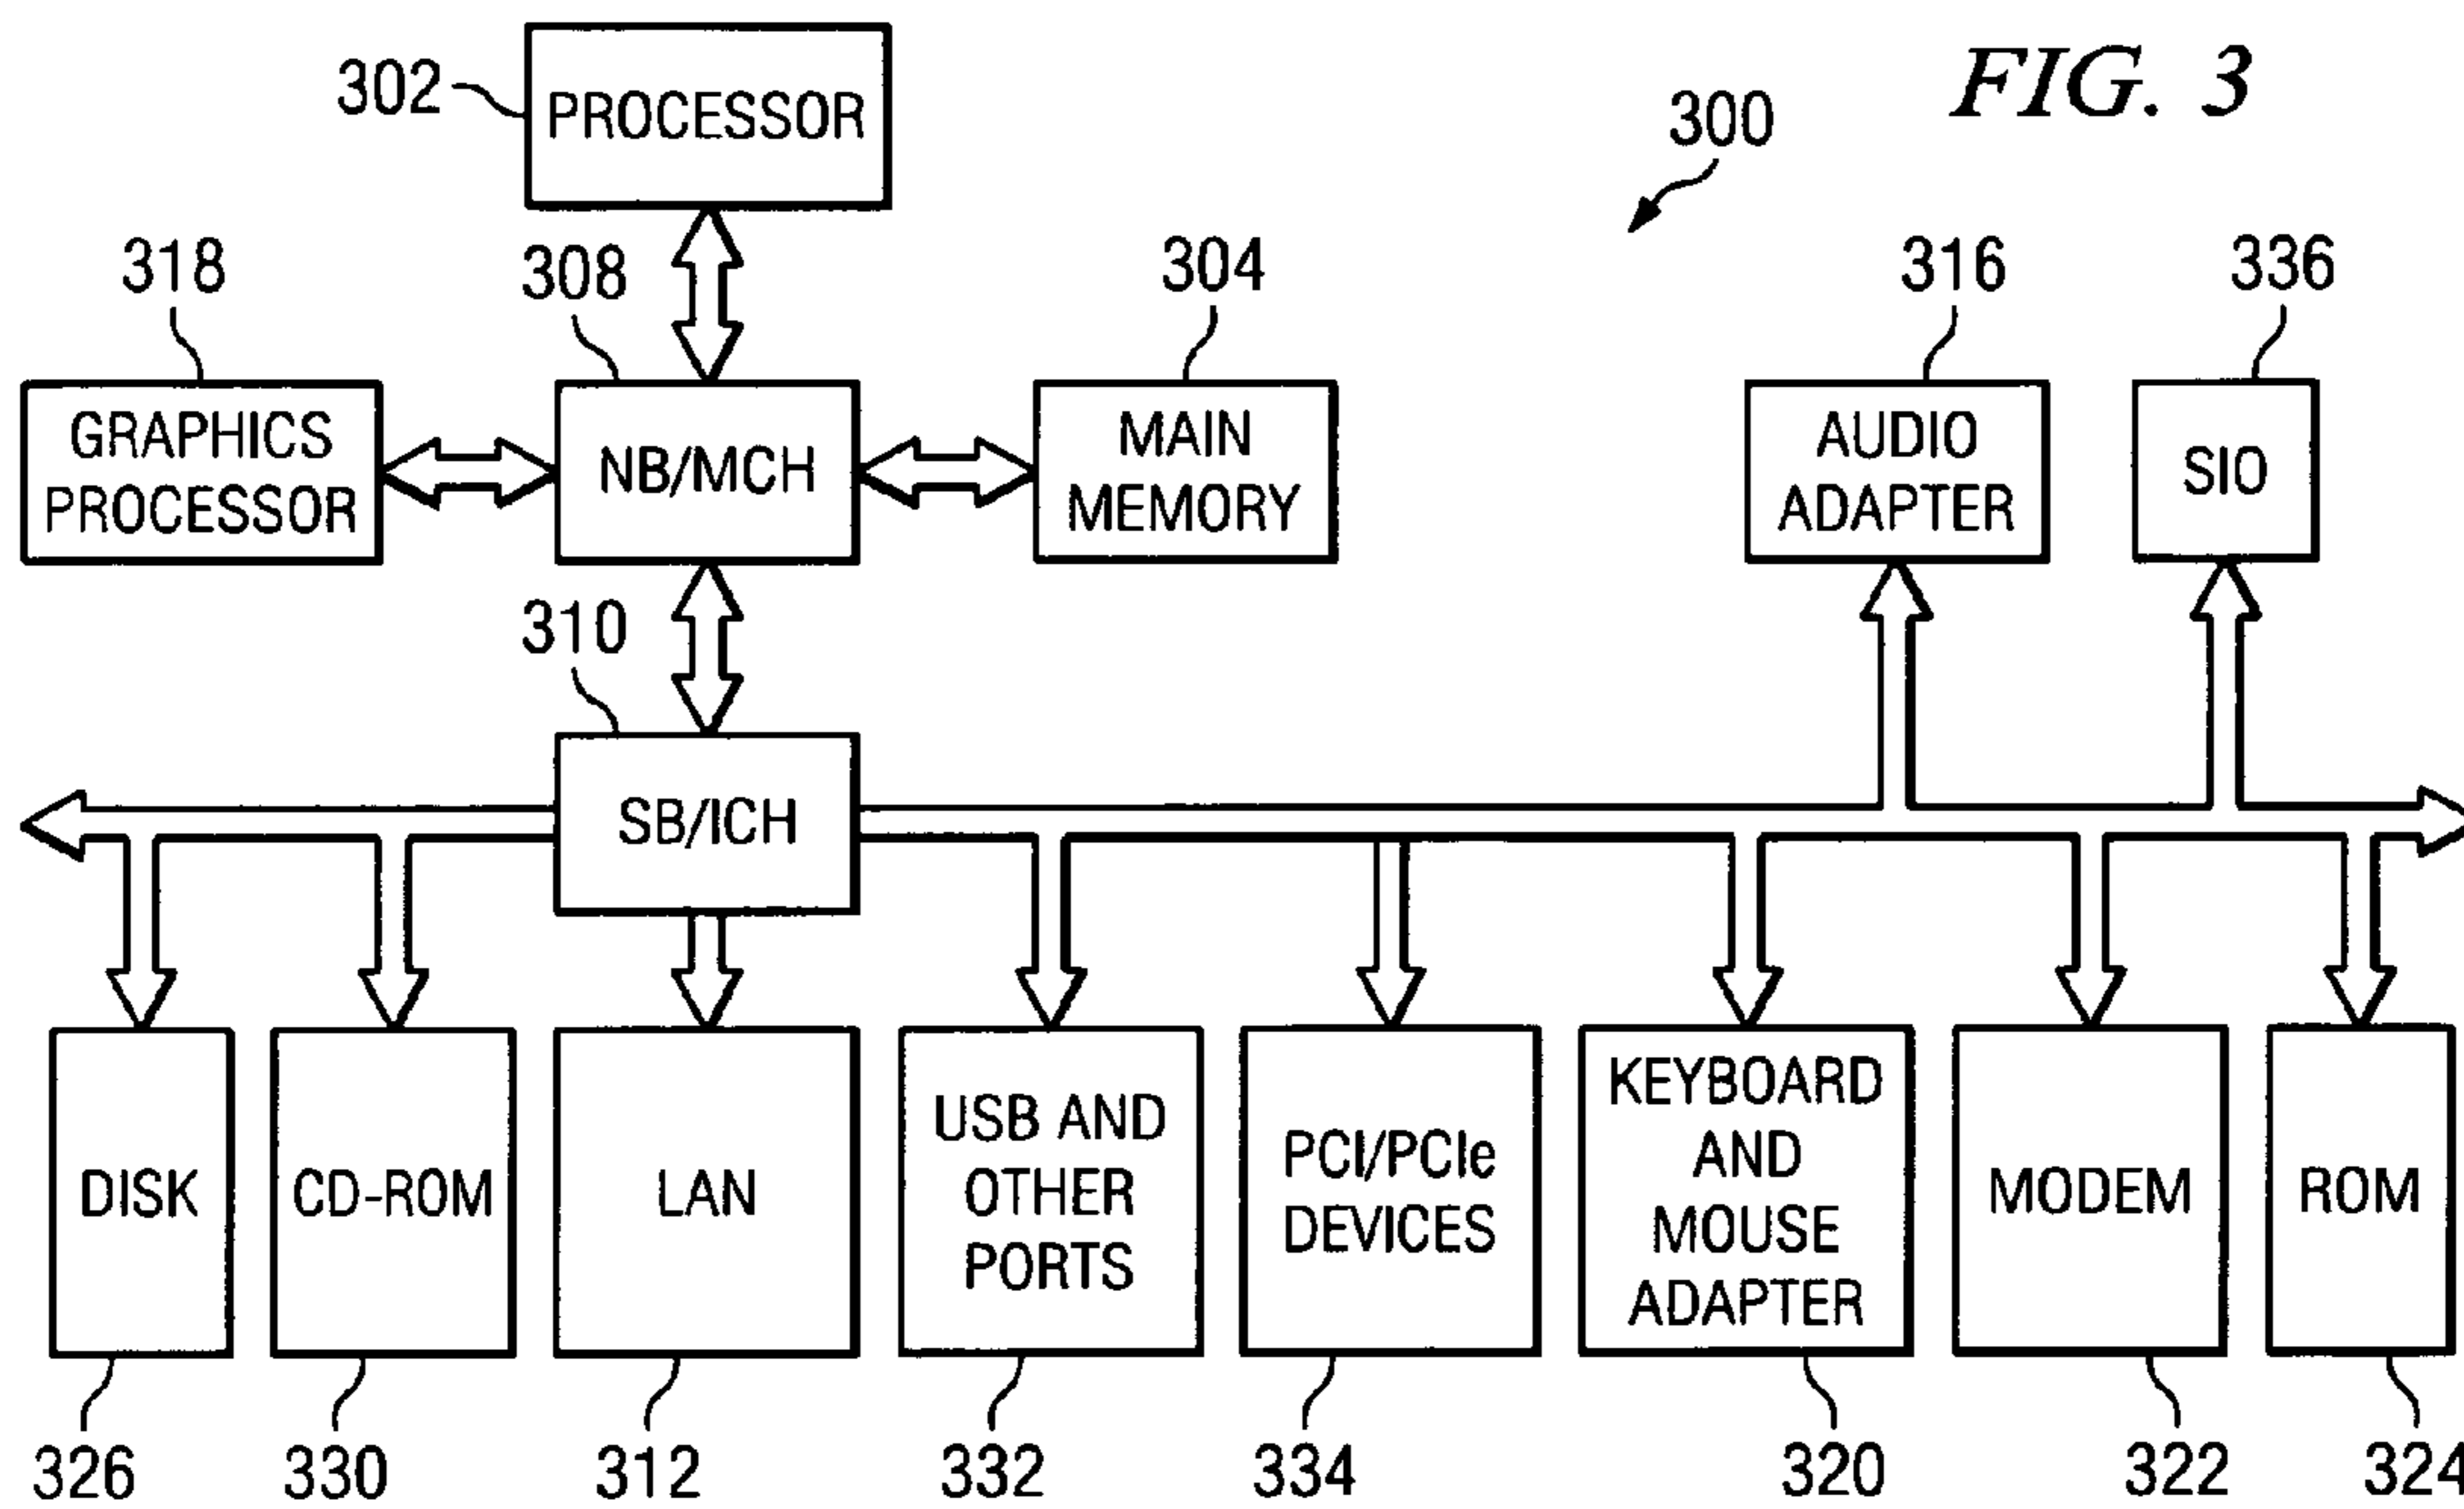 FIG. 3
300
302
PROCESSOR
318
308
304
316
336
GRAPHICS
PROCESSOR
NB/MCH
MAIN
MEMORY
AUDIO
ADAPTER
SIO
310
SB/ICH
DISK
CD-ROM
LAN
USB AND
OTHER
PORTS
PCI/PCIe
DEVICES
KEYBOARD
AND
MOUSE
ADAPTER
MODEM
ROM
326
330
312
332
334
320
322
324